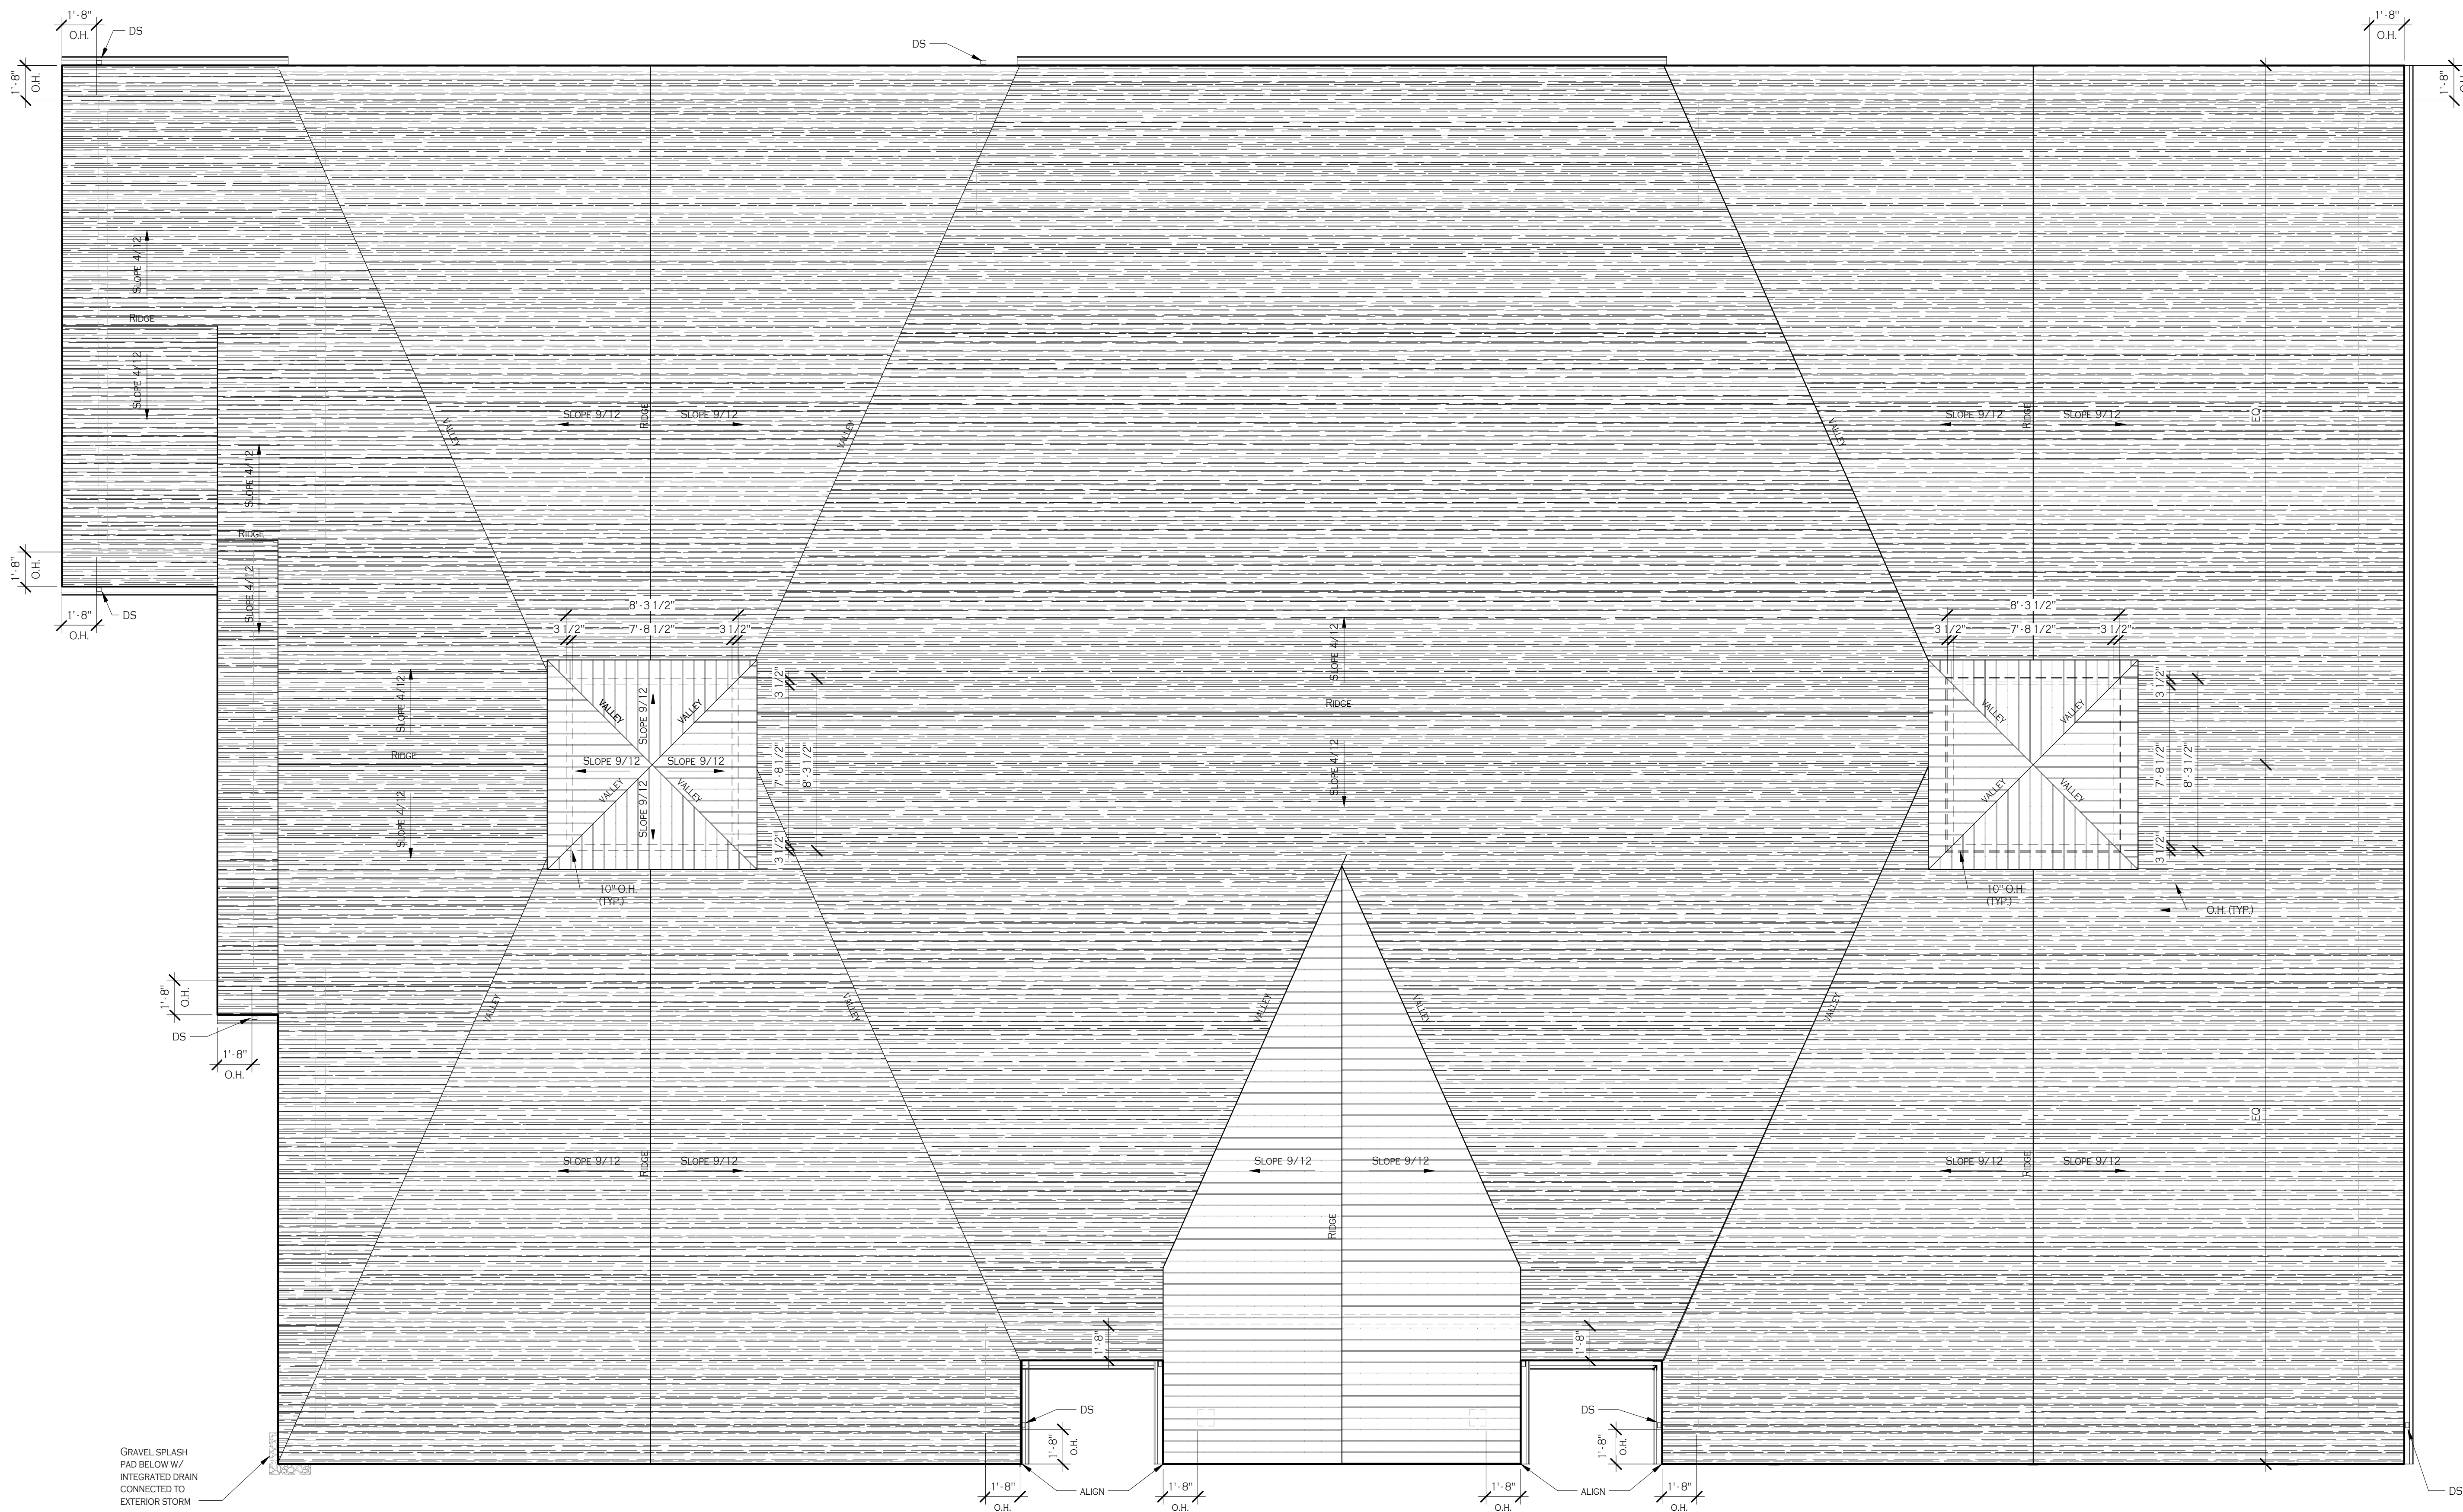 1'-8"
O.H.
DS
DS
1'-8"
O.H.
1'-8"
O.H.
1'-8"
SLOPE 4/12
RIDGE
SLOPE 4/12
SLOPE 4/12
RIDGE
SLOPE 4/12
1'-8"
O.H.
1'-8"
O.H.
DS
VALLEY
SLOPE 9/12
RIDGE
SLOPE 9/12
VALLEY
VALLEY
SLOPE 9/12
RIDGE
SLOPE 9/12
EQ
8'-3 1/2"
3 1/2"
7'-8 1/2"
3 1/2"
3 1/2"
7'-8 1/2"
8'-3 1/2"
3 1/2"
SLOPE 4/12
RIDGE
SLOPE 4/12
VALLEY
VALLEY
SLOPE 9/12
SLOPE 9/12
SLOPE 9/12
VALLEY
VALLEY
SLOPE 9/12
10" O.H.
(TYP.)
SLOPE 4/12
RIDGE
SLOPE 4/12
8'-3 1/2"
3 1/2"
7'-8 1/2"
3 1/2"
3 1/2"
7'-8 1/2"
8'-3 1/2"
3 1/2"
VALLEY
VALLEY
VALLEY
VALLEY
10" O.H.
(TYP.)
O.H. (TYP.)
1'-8"
O.H.
DS
1'-8"
O.H.
VALLEY
VALLEY
VALLEY
VALLEY
VALLEY
SLOPE 9/12
RIDGE
SLOPE 9/12
SLOPE 9/12
RIDGE
SLOPE 9/12
SLOPE 9/12
RIDGE
SLOPE 9/12
EQ
1'-8"
1'-8"
DS
1'-8"
O.H.
DS
1'-8"
O.H.
GRAVEL SPLASH
PAD BELOW W/
INTEGRATED DRAIN
CONNECTED TO
EXTERIOR STORM
1'-8"
O.H.
ALIGN
1'-8"
O.H.
1'-8"
O.H.
ALIGN
1'-8"
O.H.
DS